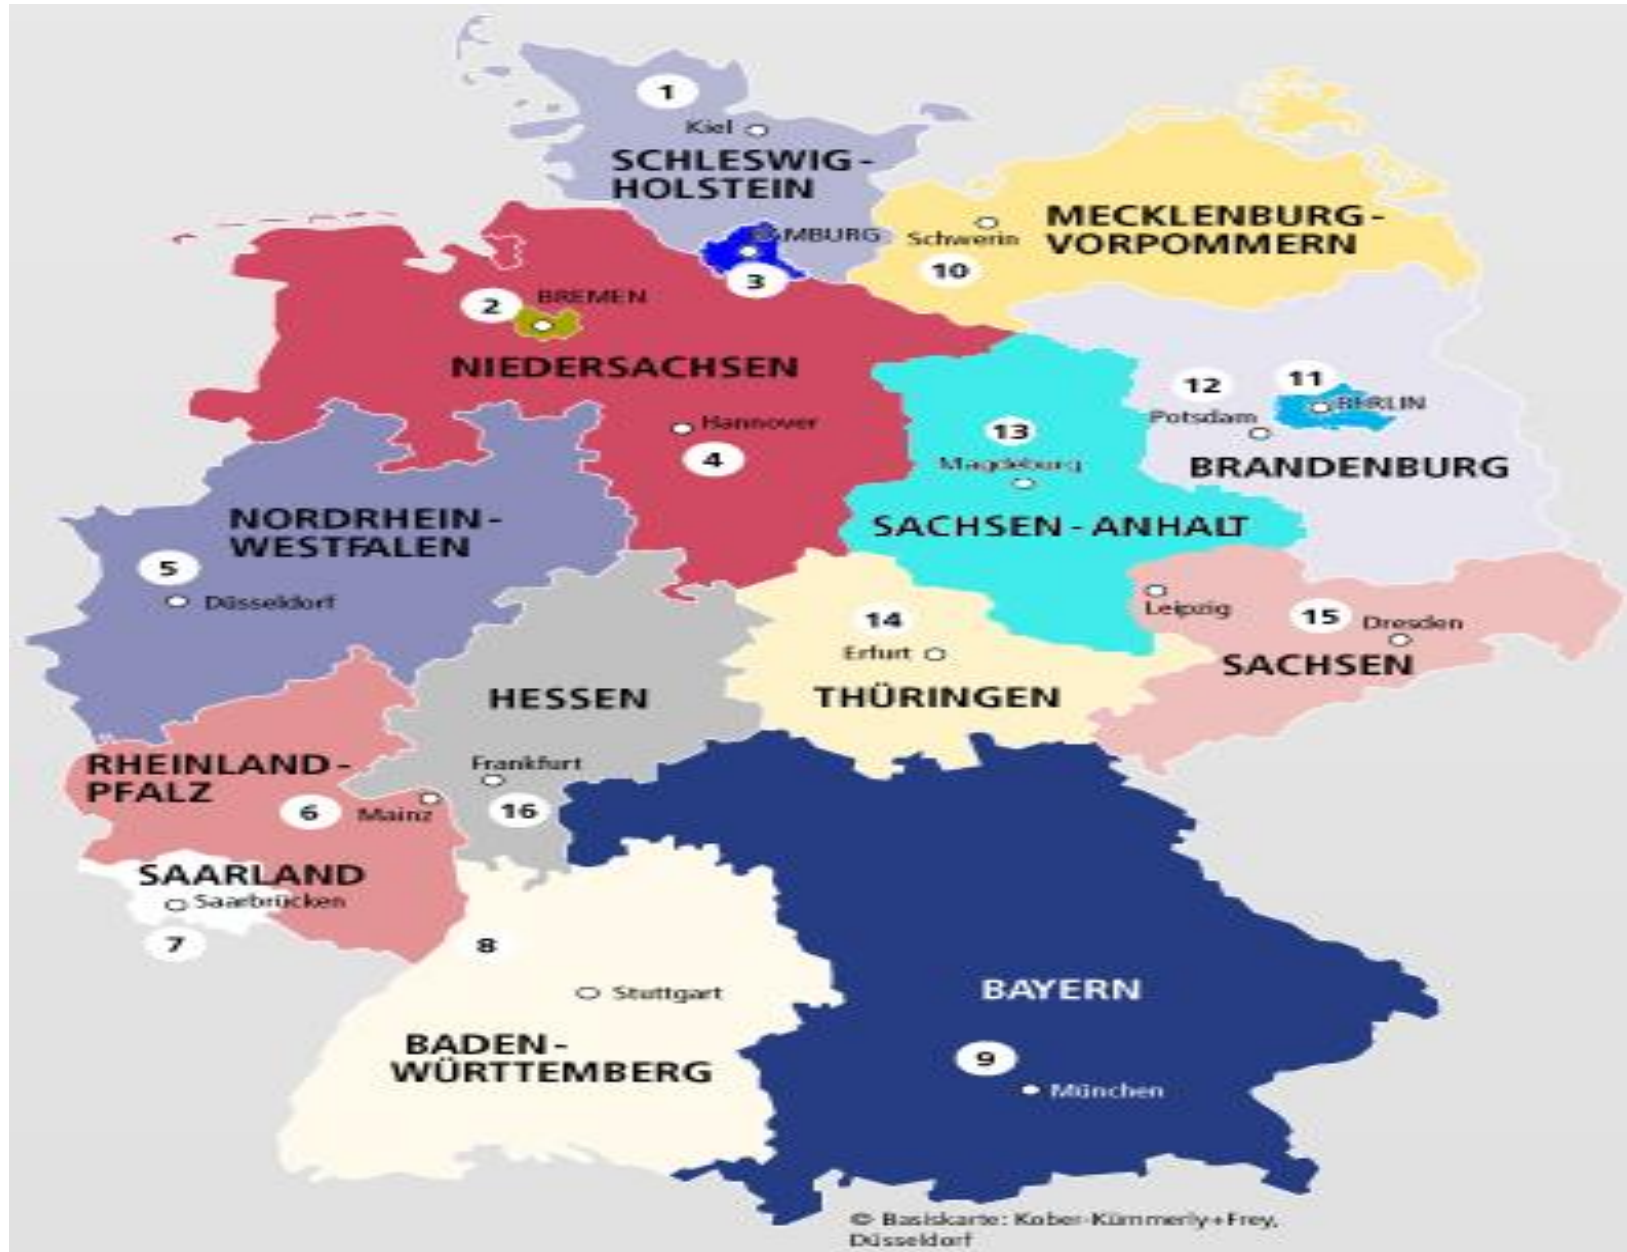 1
Kiel
SCHLESWIG-
HOLSTEIN
HAMBURG
3
Schwerin
10
MECKLENBURG-
VORPOMMERN
2
BREMEN
NIEDERSACHSEN
Hannover
4
12
11
Potsdam
BERLIN
BRANDENBURG
13
Magdeburg
SACHSEN-ANHALT
NORDRHEIN-
WESTFALEN
5
Düsseldorf
14
Erfurt
THÜRINGEN
Leipzig
15
Dresden
SACHSEN
HESSEN
Frankfurt
16
RHEINLAND-
PFALZ
6
Mainz
SAARLAND
Saarbrücken
7
8
Stuttgart
BADEN-
WÜRTTEMBERG
BAYERN
9
München
© Basiskarte: Kober-Kümmerly+Frey,
Düsseldorf